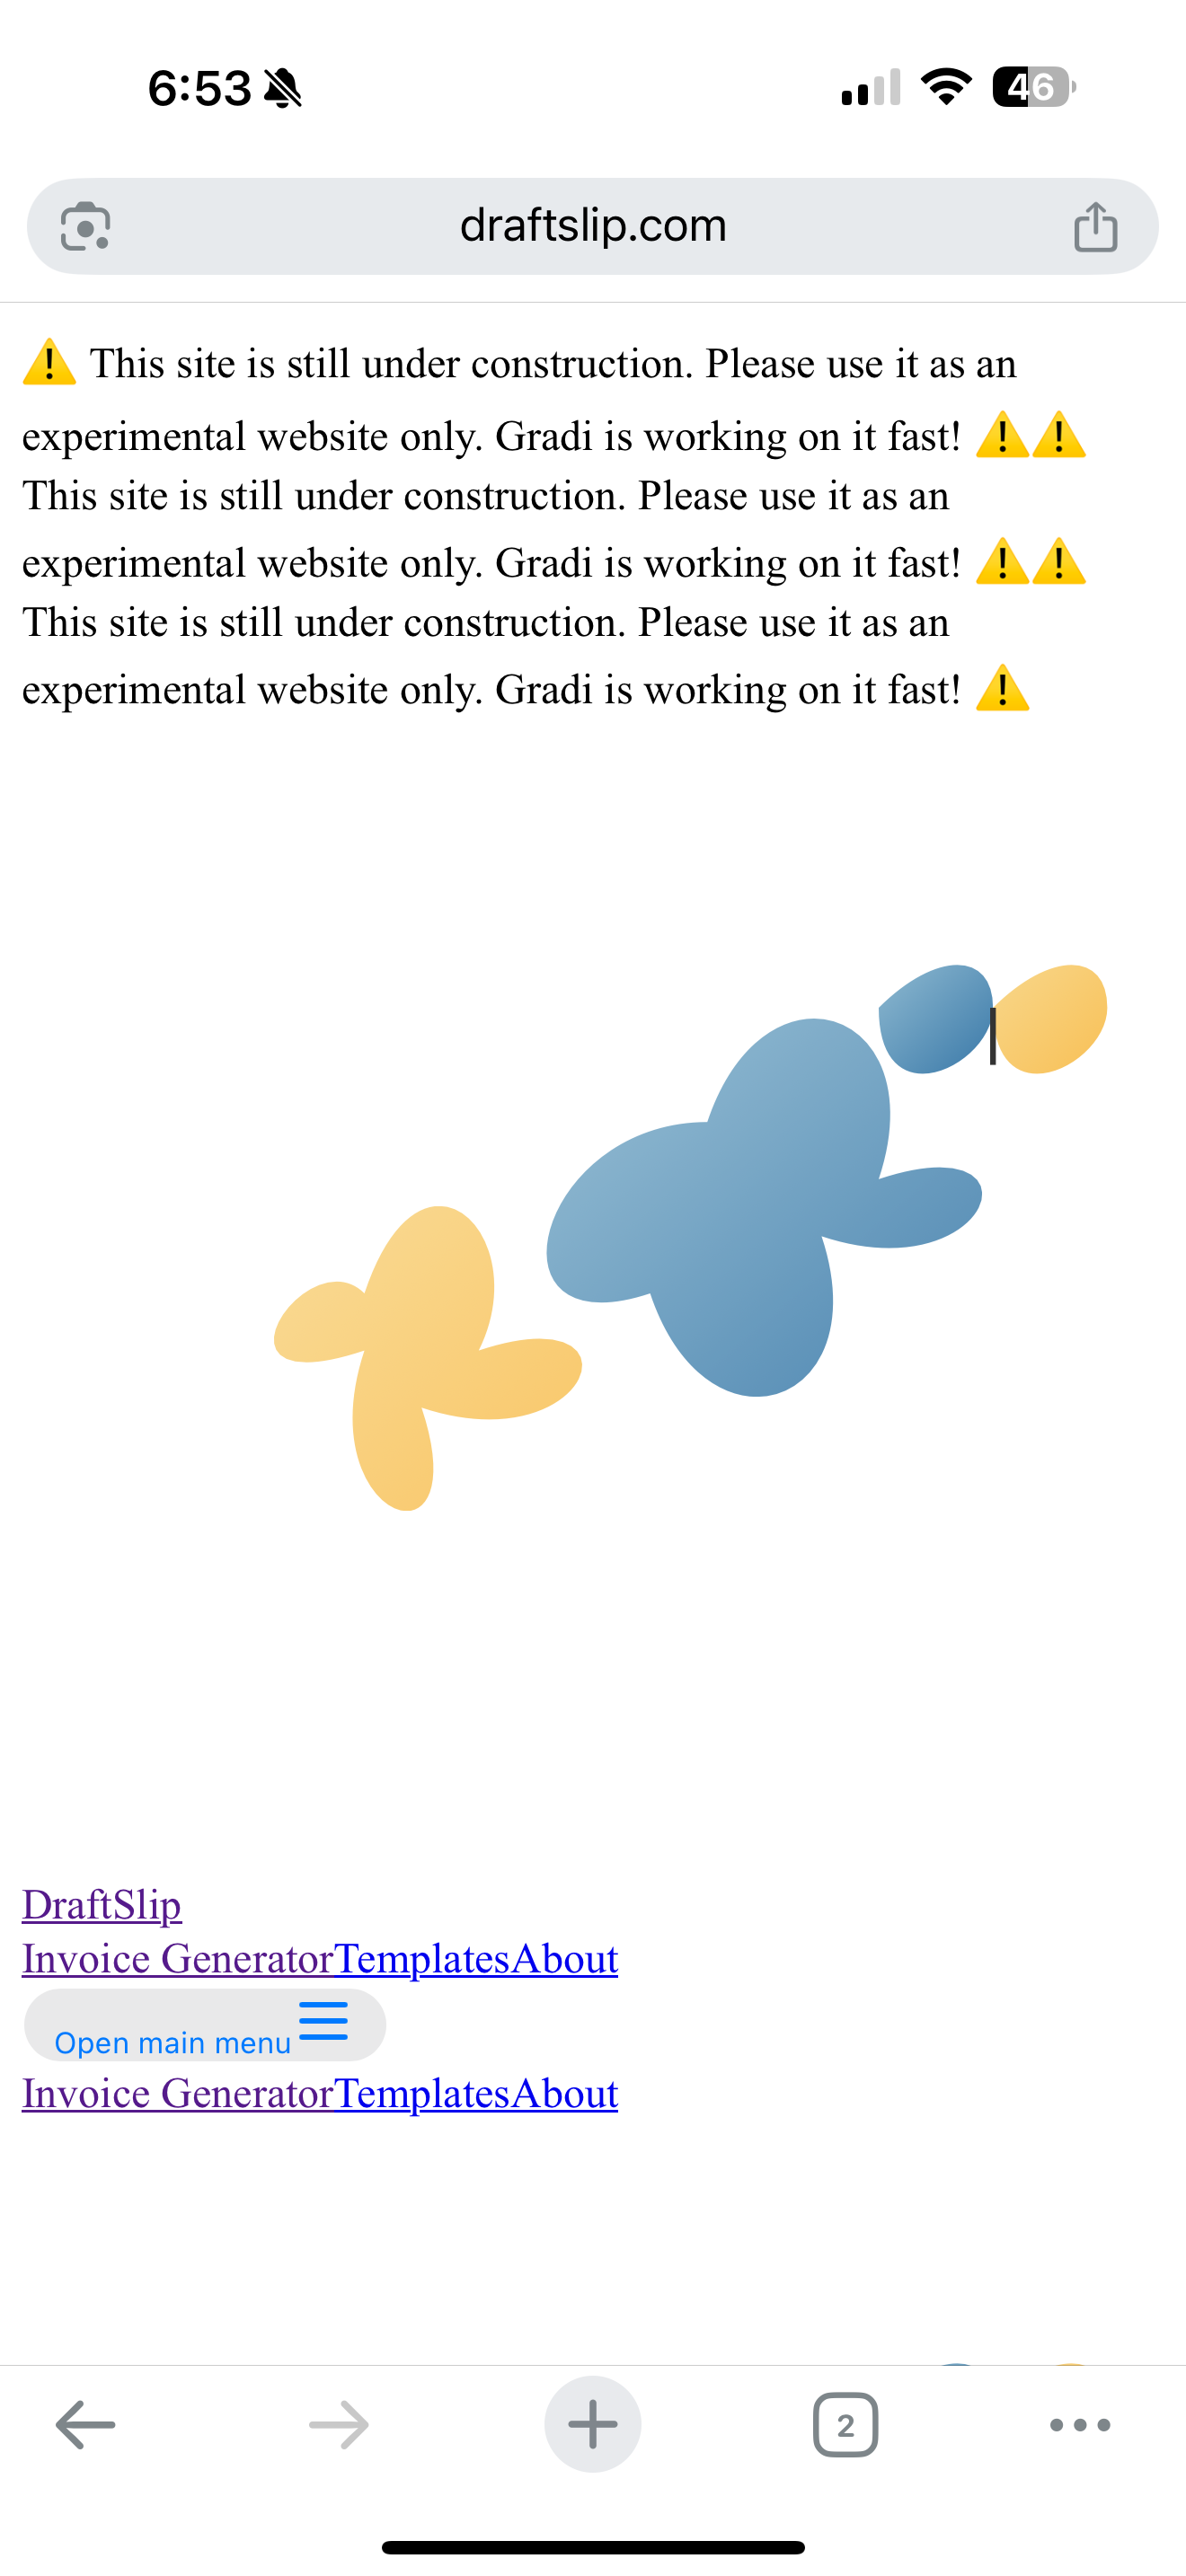 6:53
46
draftslip.com
⚠️ This site is still under construction. Please use it as an
experimental website only. Gradi is working on it fast! ⚠️⚠️
This site is still under construction. Please use it as an
experimental website only. Gradi is working on it fast! ⚠️⚠️
This site is still under construction. Please use it as an
experimental website only. Gradi is working on it fast! ⚠️
DraftSlip
Invoice GeneratorTemplatesAbout
Open main menu
Invoice GeneratorTemplatesAbout
2